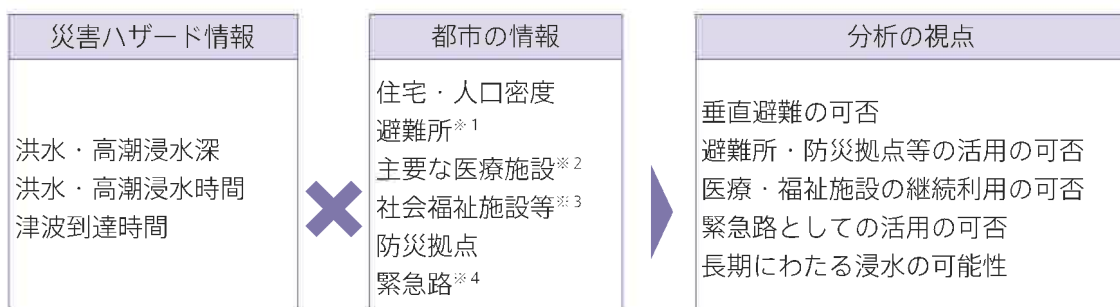 災害ハザード情報
洪水・高潮浸水深
洪水・高潮浸水時間
津波到達時間
都市の情報
住宅・人口密度
避難所※1
主要な医療施設※2
社会福祉施設等※3
防災拠点
緊急路※4
分析の視点
垂直避難の可否
避難所・防災拠点等の活用の可否
医療・福祉施設の継続利用の可否
緊急路としての活用の可否
長期にわたる浸水の可能性